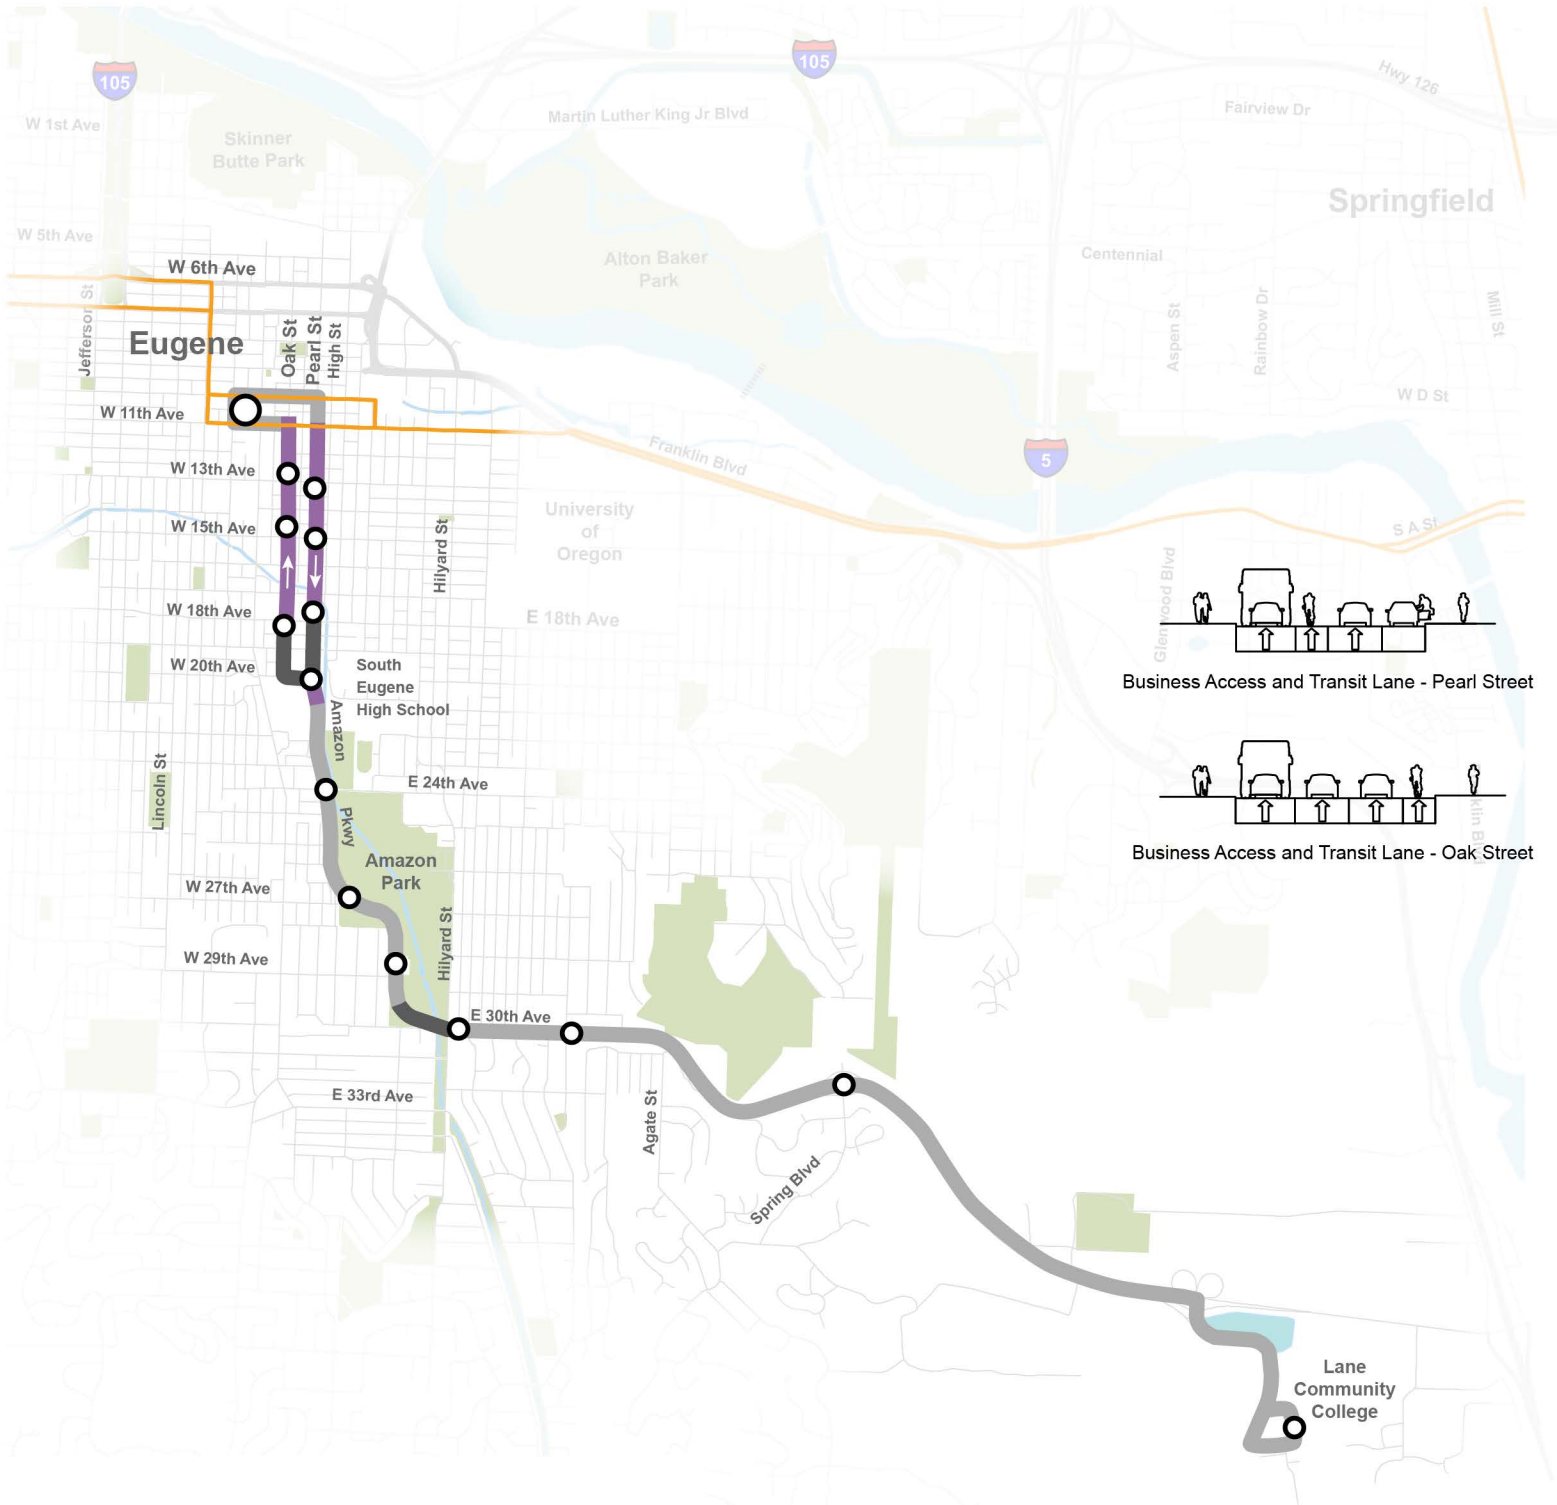 105
105
Hwy 126
Martin Luther King Jr Blvd
Fairview Dr
W 1st Ave
Skinner
Butte Park
Springfield
W 5th Ave
Centennial
Alton Baker
Park
W 6th Ave
Jefferson St
Eugene
Oak St
Pearl St
High St
Aspen St
Rainbow Dr
Mill St
W D St
W 11th Ave
Franklin Blvd
5
W 13th Ave
University
of
Oregon
W 15th Ave
S A St
Hilyard St
Glenwood Blvd
W 18th Ave
E 18th Ave
W 20th Ave
South
Eugene
High School
Business Access and Transit Lane - Pearl Street
Amazon
Pkwy
Lincoln St
E 24th Ave
klin Blvd
Business Access and Transit Lane - Oak Street
Amazon
Park
W 27th Ave
Hilyard St
W 29th Ave
E 30th Ave
E 33rd Ave
Agate St
Spring Blvd
Lane
Community
College